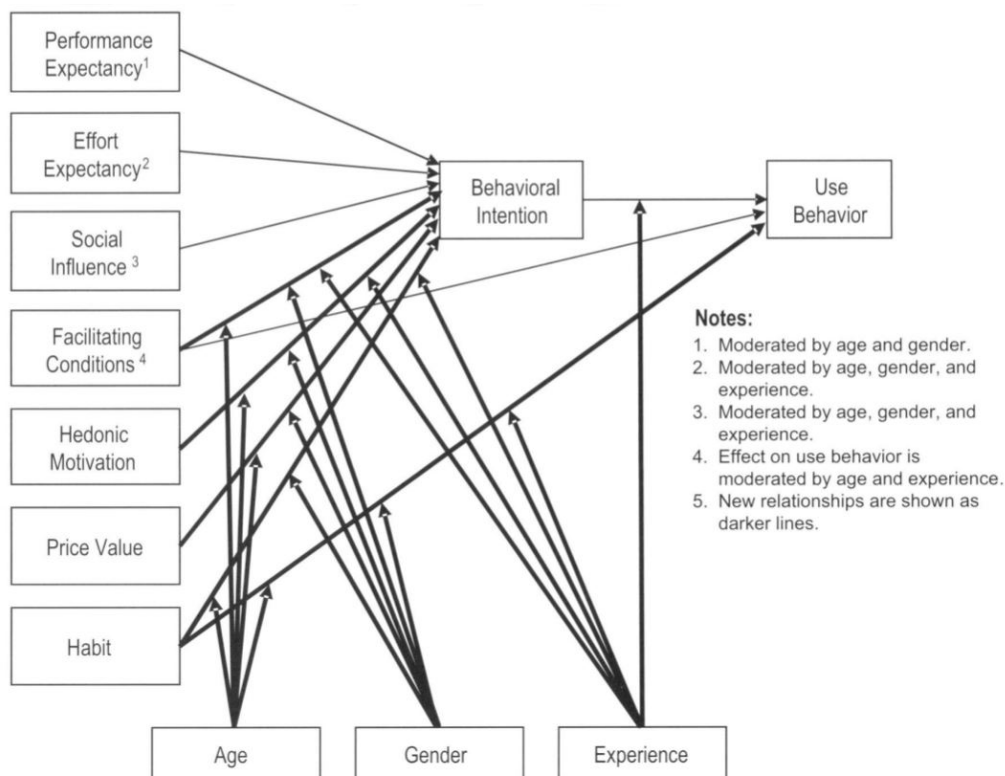 Performance
Expectancy¹
Effort
Expectancy²
Social
Influence ³
Facilitating
Conditions ⁴
Hedonic
Motivation
Price Value
Habit
Behavioral
Intention
Use
Behavior
Notes:
1. Moderated by age and gender.
2. Moderated by age, gender, and
experience.
3. Moderated by age, gender, and
experience.
4. Effect on use behavior is
moderated by age and experience.
5. New relationships are shown as
darker lines.
Age
Gender
Experience